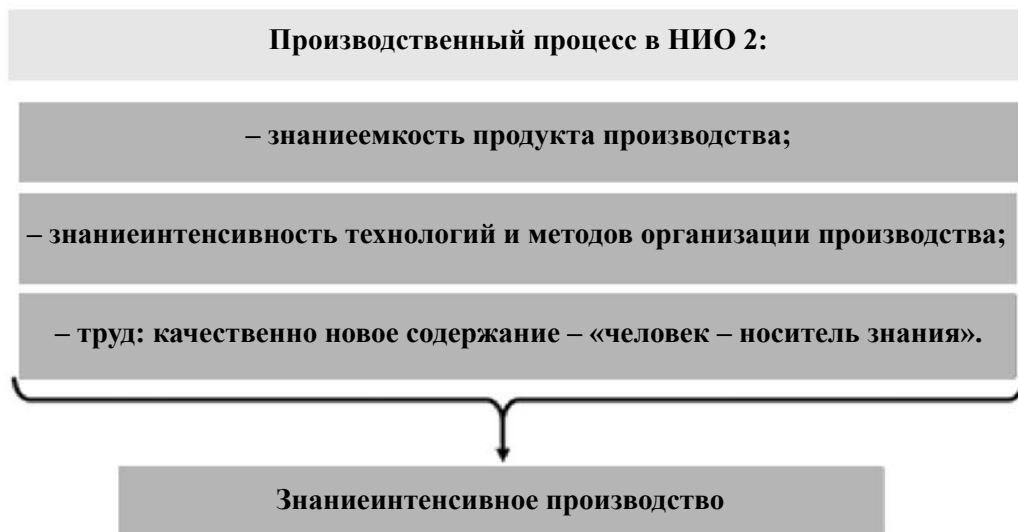 Производственный процесс в НИО 2:
– знаниеемкость продукта производства;
– знаниеинтенсивность технологий и методов организации производства;
– труд: качественно новое содержание – «человек – носитель знания».
Знаниеинтенсивное производство